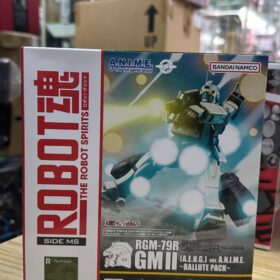 ROBOT魂
THE ROBOT SPIRITS
SIDE MS
A.N.I.M.E.
BANDAI NAMCO
RGM-79R
GM II
(A.E.U.G.) ver. A.N.I.M.E.
~BALLUTE PACK~